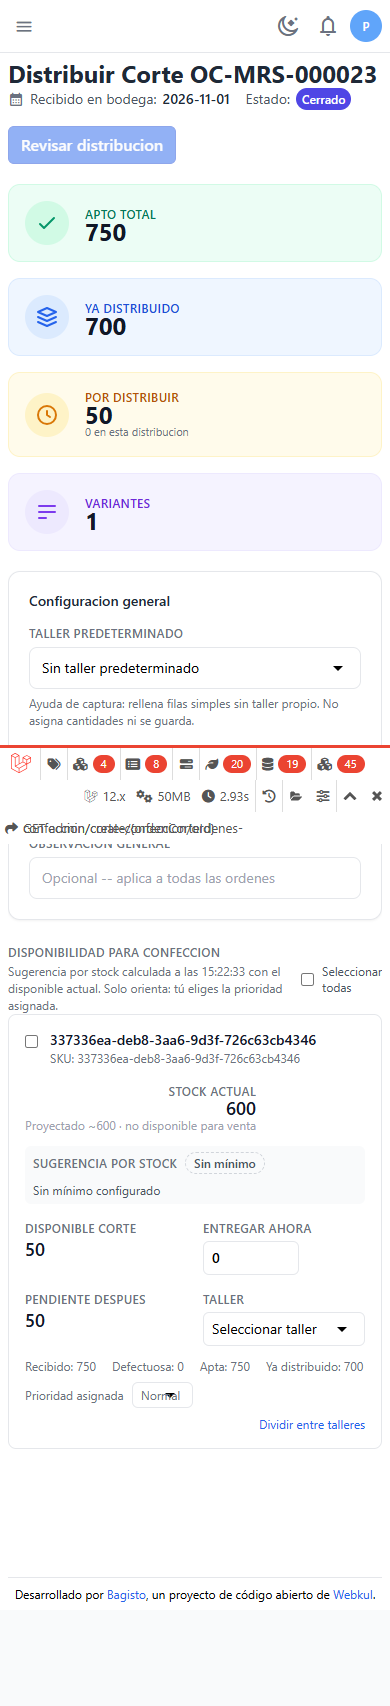 P
Distribuir Corte OC-MRS-000023
Recibido en bodega: 2026-11-01 Estado: Cerrado
Revisar distribucion
APTO TOTAL
750
YA DISTRIBUIDO
700
POR DISTRIBUIR
50
0 en esta distribucion
VARIANTES
1
Configuracion general
TALLER PREDETERMINADO
Sin taller predeterminado
Ayuda de captura: rellena filas simples sin taller propio. No
asigna cantidades ni se guarda.
4 8 20 19 45
12.x 50MB 2.93s
OBSERVACION GENERAL
Opcional -- aplica a todas las ordenes
DISPONIBILIDAD PARA CONFECCION
Sugerencia por stock calculada a las 15:22:33 con el
disponible actual. Solo orienta: tú eliges la prioridad
asignada.
Seleccionar
todas
337336ea-deb8-3aa6-9d3f-726c63cb4346
SKU: 337336ea-deb8-3aa6-9d3f-726c63cb4346
STOCK ACTUAL
600
Proyectado ~600 · no disponible para venta
SUGERENCIA POR STOCK Sin mínimo
Sin mínimo configurado
DISPONIBLE CORTE
50
ENTREGAR AHORA
0
PENDIENTE DESPUES
50
TALLER
Seleccionar taller
Recibido: 750 Defectuosa: 0 Apta: 750 Ya distribuido: 700
Prioridad asignada Normal
Dividir entre talleres
Desarrollado por Bagisto, un proyecto de código abierto de Webkul.